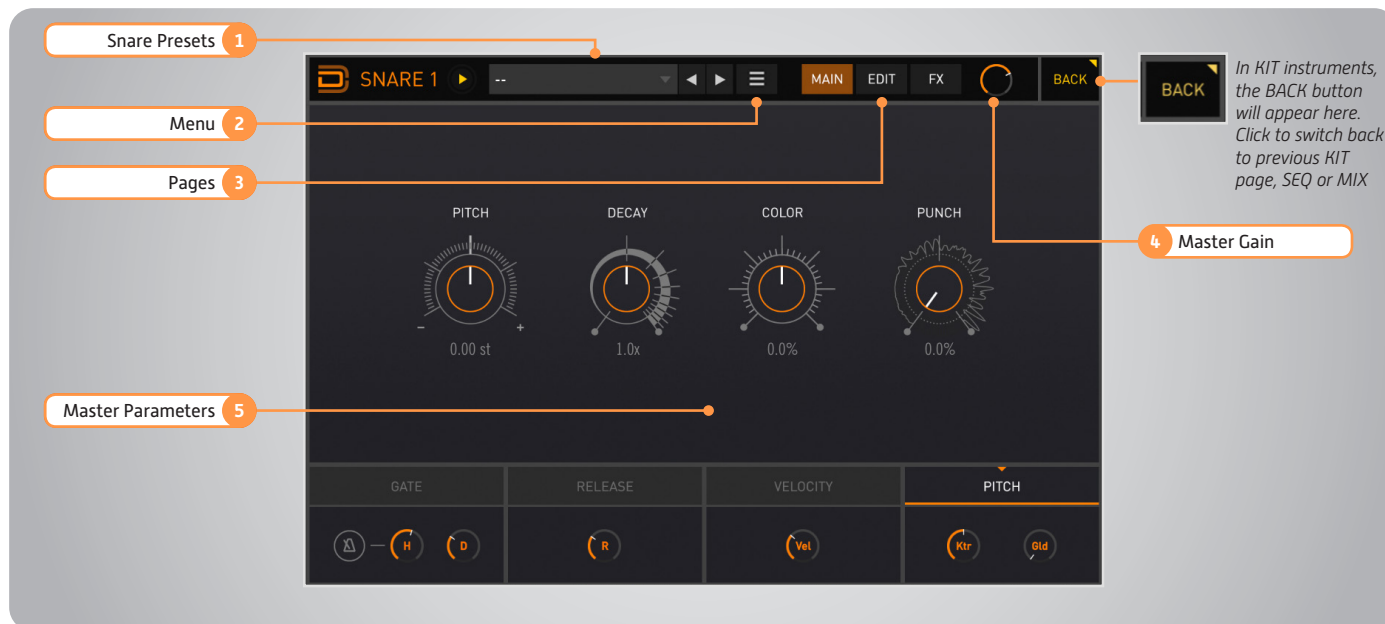 Snare Presets 1
SNARE 1 -- MAIN EDIT FX BACK
BACK
In KIT instruments,
the BACK button
will appear here.
Click to switch back
to previous KIT
page, SEQ or MIX
Menu 2
Pages 3
4 Master Gain
PITCH DECAY COLOR PUNCH
- +
0.00 st 1.0x 0.0% 0.0%
Master Parameters 5
GATE RELEASE VELOCITY PITCH
H D R Vel Ktr Gld